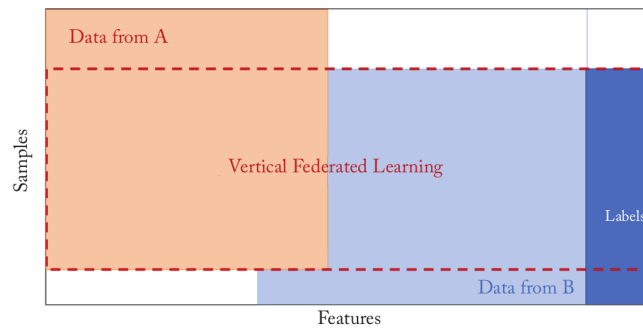 Data from A
Samples
Vertical Federated Learning
Labels
Data from B
Features